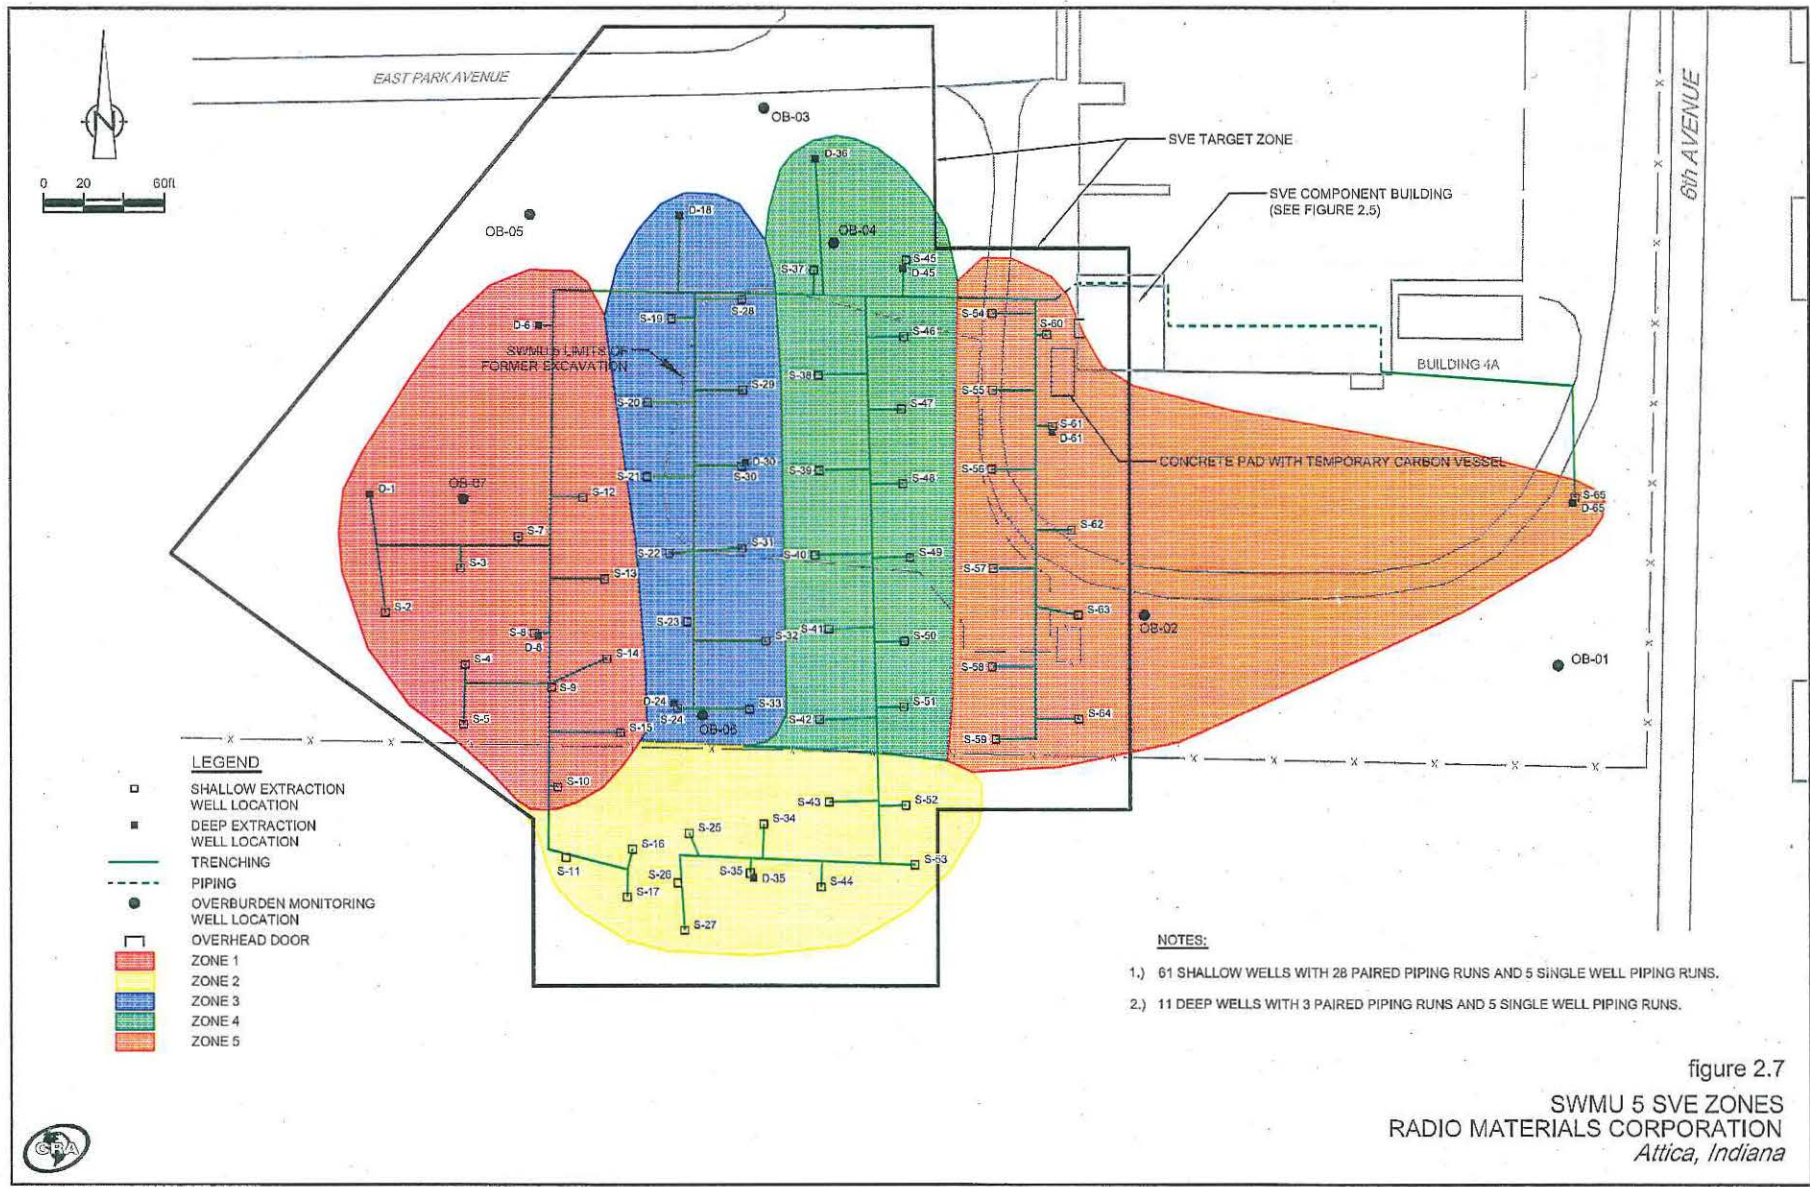 EAST PARK AVENUE
6th AVENUE
N
0 20 60ft
OB-03
SVE TARGET ZONE
D-36
SVE COMPONENT BUILDING
(SEE FIGURE 2.5)
D-18
OB-05
OB-04
S-45
S-37
D-45
S-28
S-54
D-6
S-19
S-60
S-46
SWMU 5 LIMITS OF
FORMER EXCAVATION
BUILDING 4A
S-38
S-29
S-55
S-20
S-47
S-61
D-61
CONCRETE PAD WITH TEMPORARY CARBON VESSEL
D-30
S-30
S-39
S-56
S-21
S-48
OB-07
D-1
S-12
S-65
D-65
S-7
S-62
S-31
S-22
S-40
S-49
S-3
S-57
S-13
S-2
S-63
OB-02
S-23
S-41
S-8
D-8
S-32
S-50
S-14
S-4
OB-01
S-58
S-9
D-24
S-24
S-33
S-51
OB-06
S-42
S-64
S-5
S-15
S-59
S-10
S-43
S-52
S-34
S-25
S-16
S-11
S-53
S-26
S-35
D-35
S-44
S-17
S-27
LEGEND
SHALLOW EXTRACTION
WELL LOCATION
DEEP EXTRACTION
WELL LOCATION
TRENCHING
PIPING
OVERBURDEN MONITORING
WELL LOCATION
OVERHEAD DOOR
ZONE 1
ZONE 2
ZONE 3
ZONE 4
ZONE 5
NOTES:
1.) 61 SHALLOW WELLS WITH 28 PAIRED PIPING RUNS AND 5 SINGLE WELL PIPING RUNS.
2.) 11 DEEP WELLS WITH 3 PAIRED PIPING RUNS AND 5 SINGLE WELL PIPING RUNS.
figure 2.7
SWMU 5 SVE ZONES
RADIO MATERIALS CORPORATION
Attica, Indiana
CRA